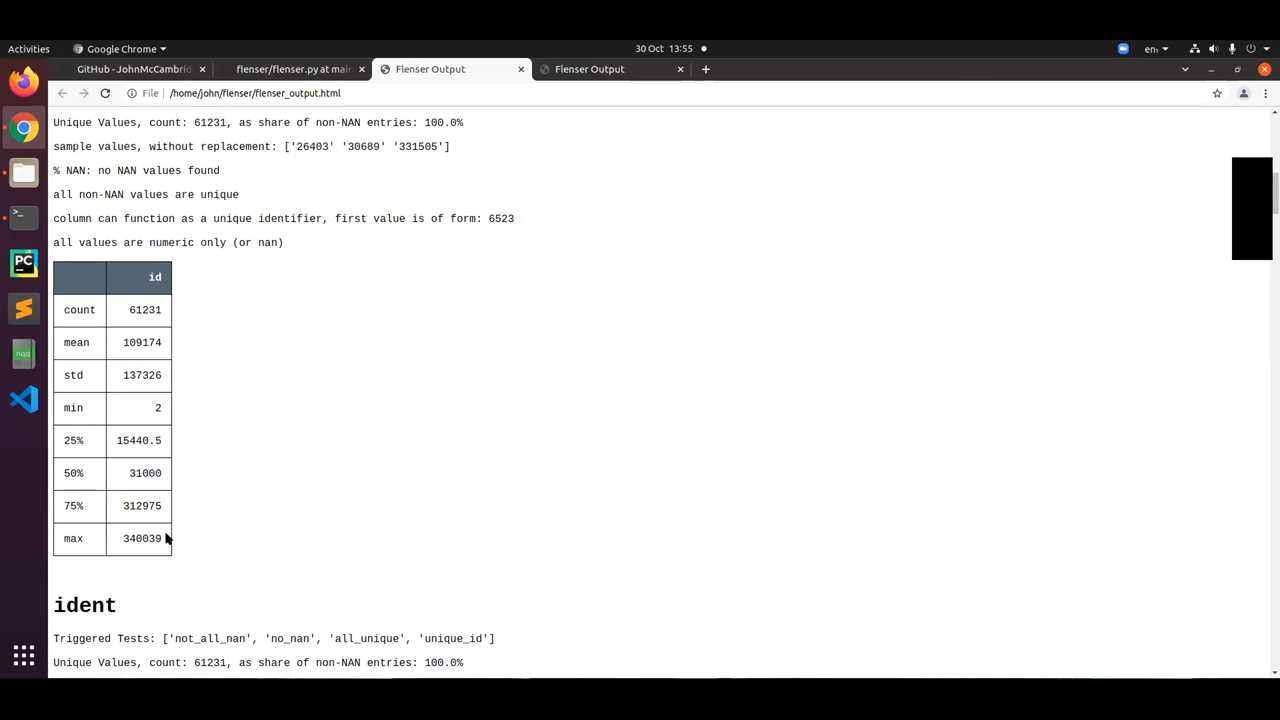 Activities
Google Chrome
30 Oct 13:55
en₁
GitHub - JohnMcCambrid
flenser/flenser.py at main
Flenser Output
Flenser Output
File
/home/john/flenser/flenser_output.html
Unique Values, count: 61231, as share of non-NAN entries: 100.0%
sample values, without replacement: ['26403' '30689' '331505']
% NAN: no NAN values found
all non-NAN values are unique
column can function as a unique identifier, first value is of form: 6523
all values are numeric only (or nan)
id
count 61231
mean 109174
std 137326
min 2
25% 15440.5
50% 31000
75% 312975
max 340039
ident
Triggered Tests: ['not_all_nan', 'no_nan', 'all_unique', 'unique_id']
Unique Values, count: 61231, as share of non-NAN entries: 100.0%
PC
nqq